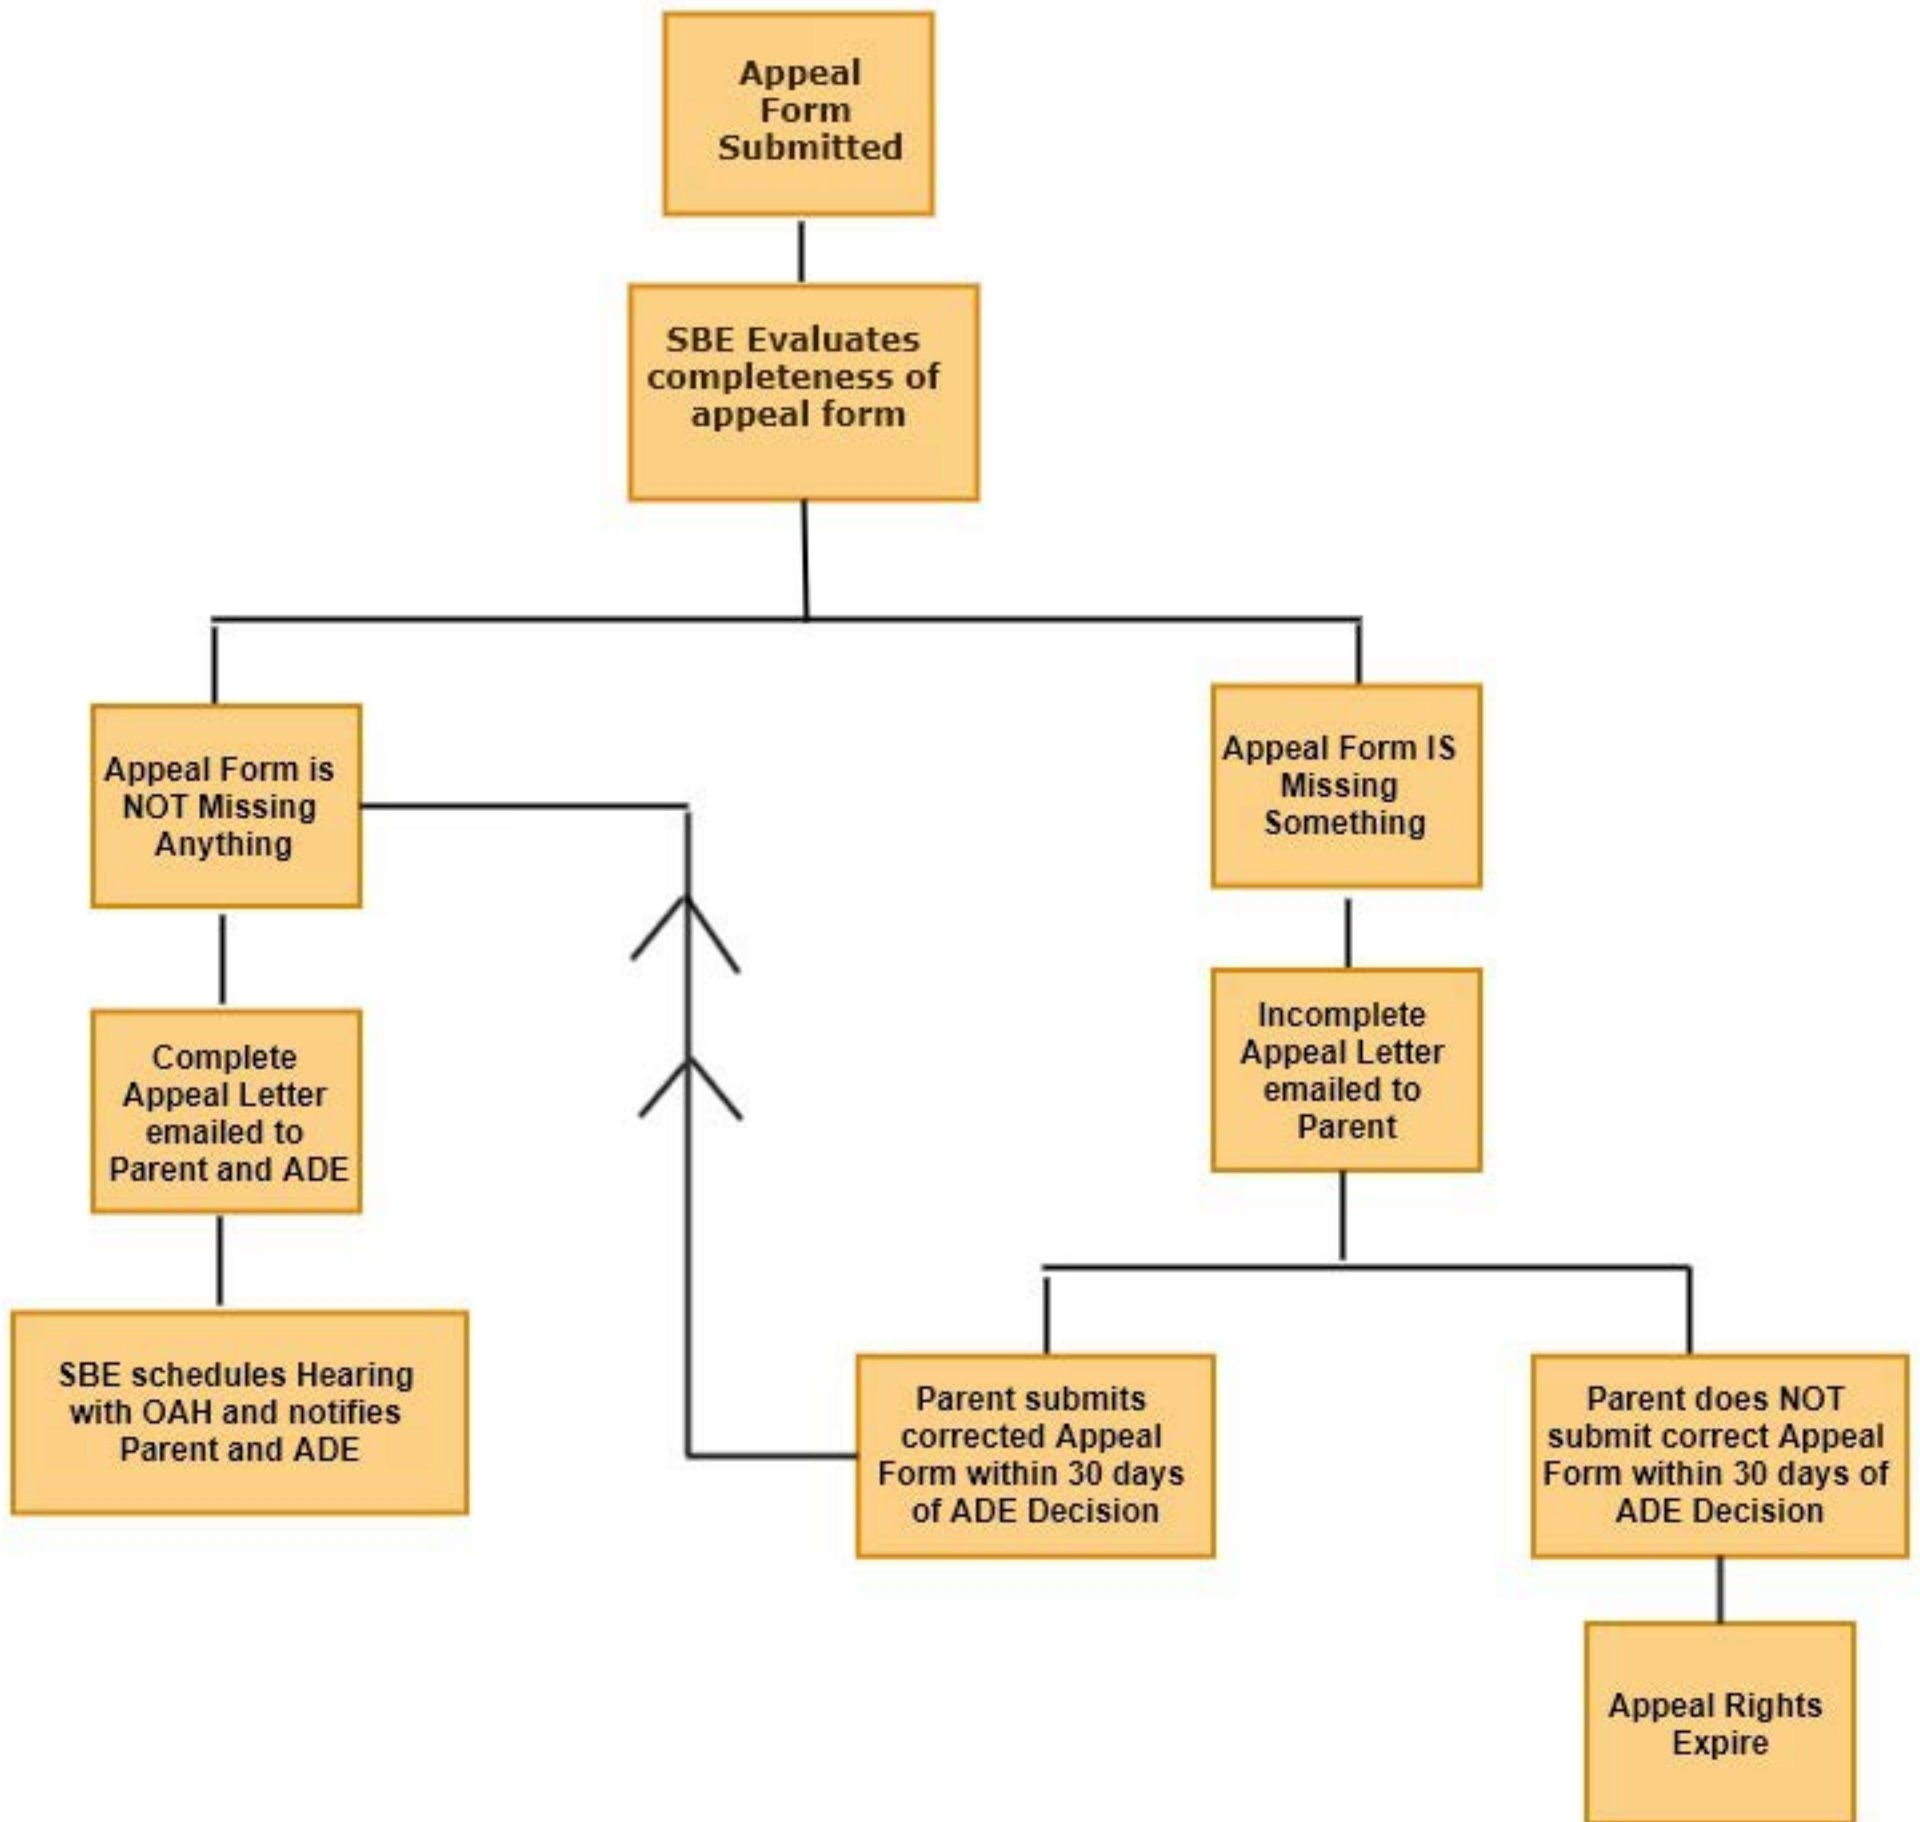 Appeal
Form
Submitted
SBE Evaluates
completeness of
appeal form
Appeal Form is
NOT Missing
Anything
Appeal Form IS
Missing
Something
Complete
Appeal Letter
emailed to
Parent and ADE
Incomplete
Appeal Letter
emailed to
Parent
SBE schedules Hearing
with OAH and notifies
Parent and ADE
Parent submits
corrected Appeal
Form within 30 days
of ADE Decision
Parent does NOT
submit correct Appeal
Form within 30 days of
ADE Decision
Appeal Rights
Expire